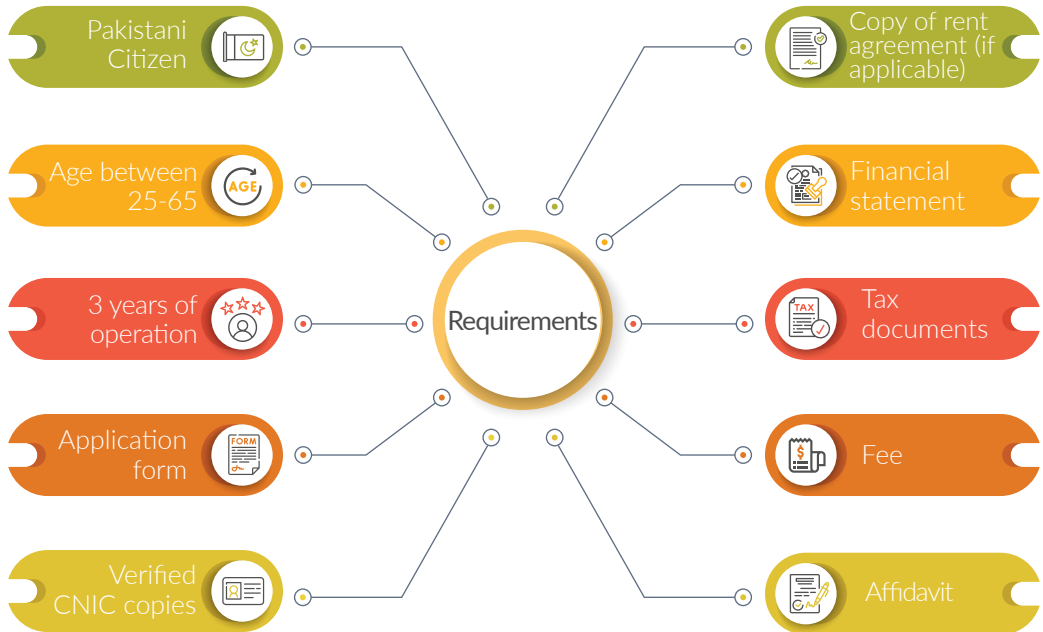 Pakistani
Citizen
Age between
25-65
AGE
3 years of
operation
Application
form
FORM
Verified
CNIC copies
Requirements
Copy of rent
agreement (if
applicable)
Financial
statement
TAX
Tax
documents
$
Fee
Affidavit